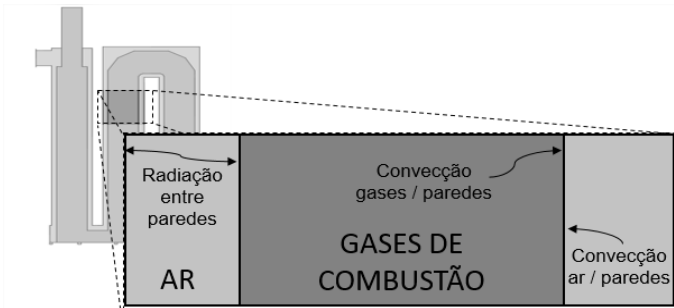 Radiação
entre
paredes
AR
GASES DE
COMBUSTÃO
Convecção
gases / paredes
Convecção
ar / paredes